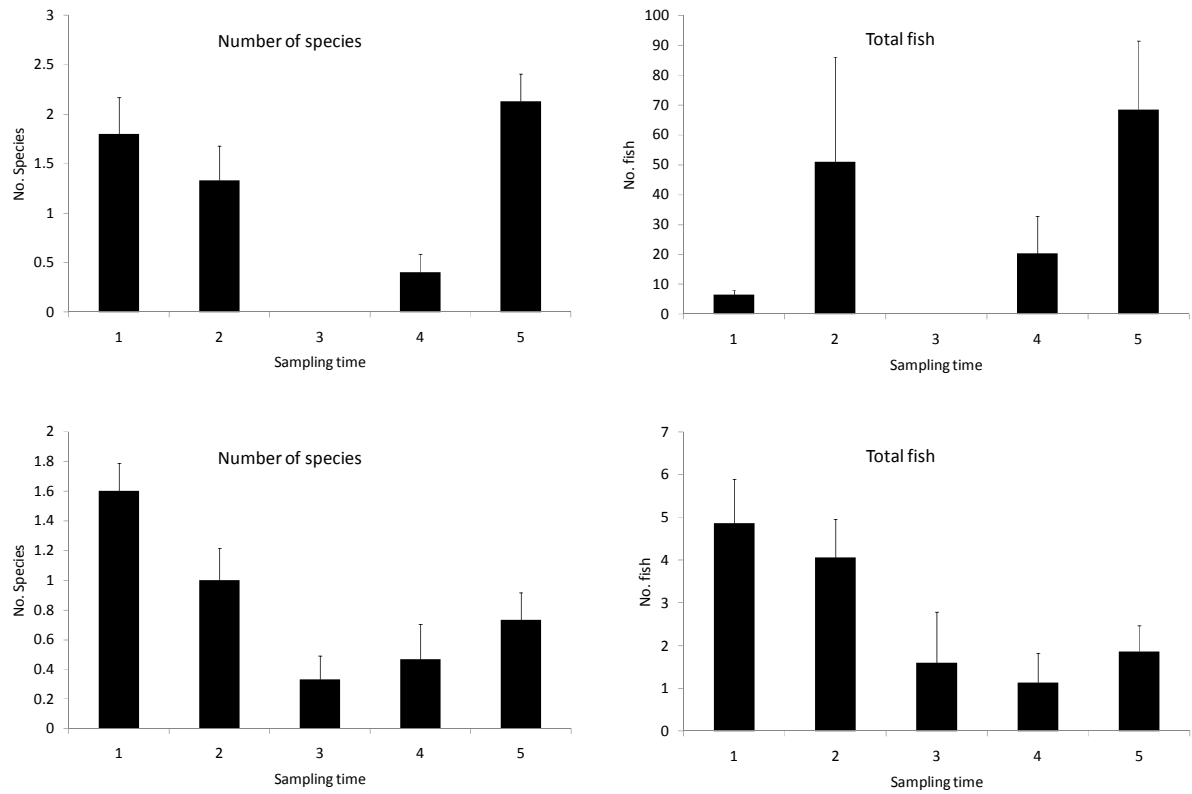 Number of species
No. Species
3
2.5
2
1.5
1
0.5
0
1 2 3 4 5
Sampling time
Total fish
No. fish
100
90
80
70
60
50
40
30
20
10
0
1 2 3 4 5
Sampling time
Number of species
No. Species
2
1.8
1.6
1.4
1.2
1
0.8
0.6
0.4
0.2
0
1 2 3 4 5
Sampling time
Total fish
No. fish
7
6
5
4
3
2
1
0
1 2 3 4 5
Sampling time